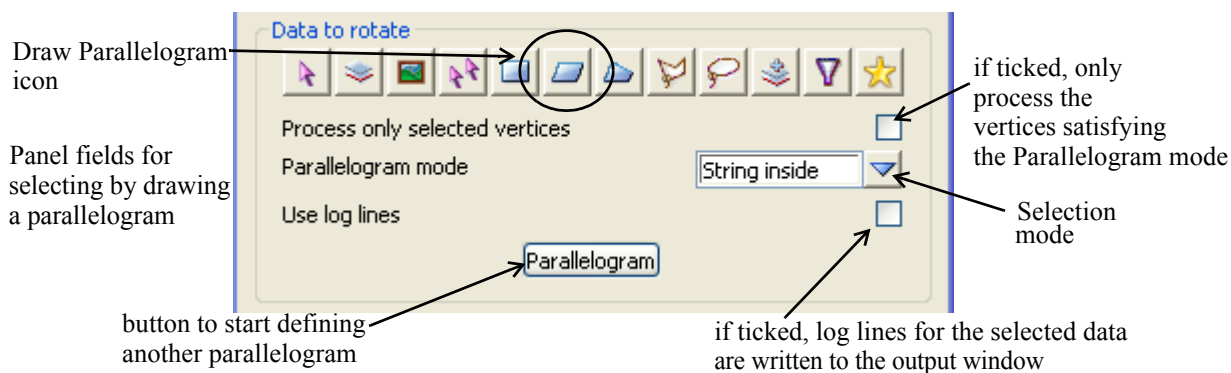 Data to rotate
Draw Parallelogram
icon
if ticked, only
process the
vertices satisfying
the Parallelogram mode
Process only selected vertices
Panel fields for
selecting by drawing
a parallelogram
Parallelogram mode
String inside
Use log lines
Selection
mode
Parallelogram
button to start defining
another parallelogram
if ticked, log lines for the selected data
are written to the output window